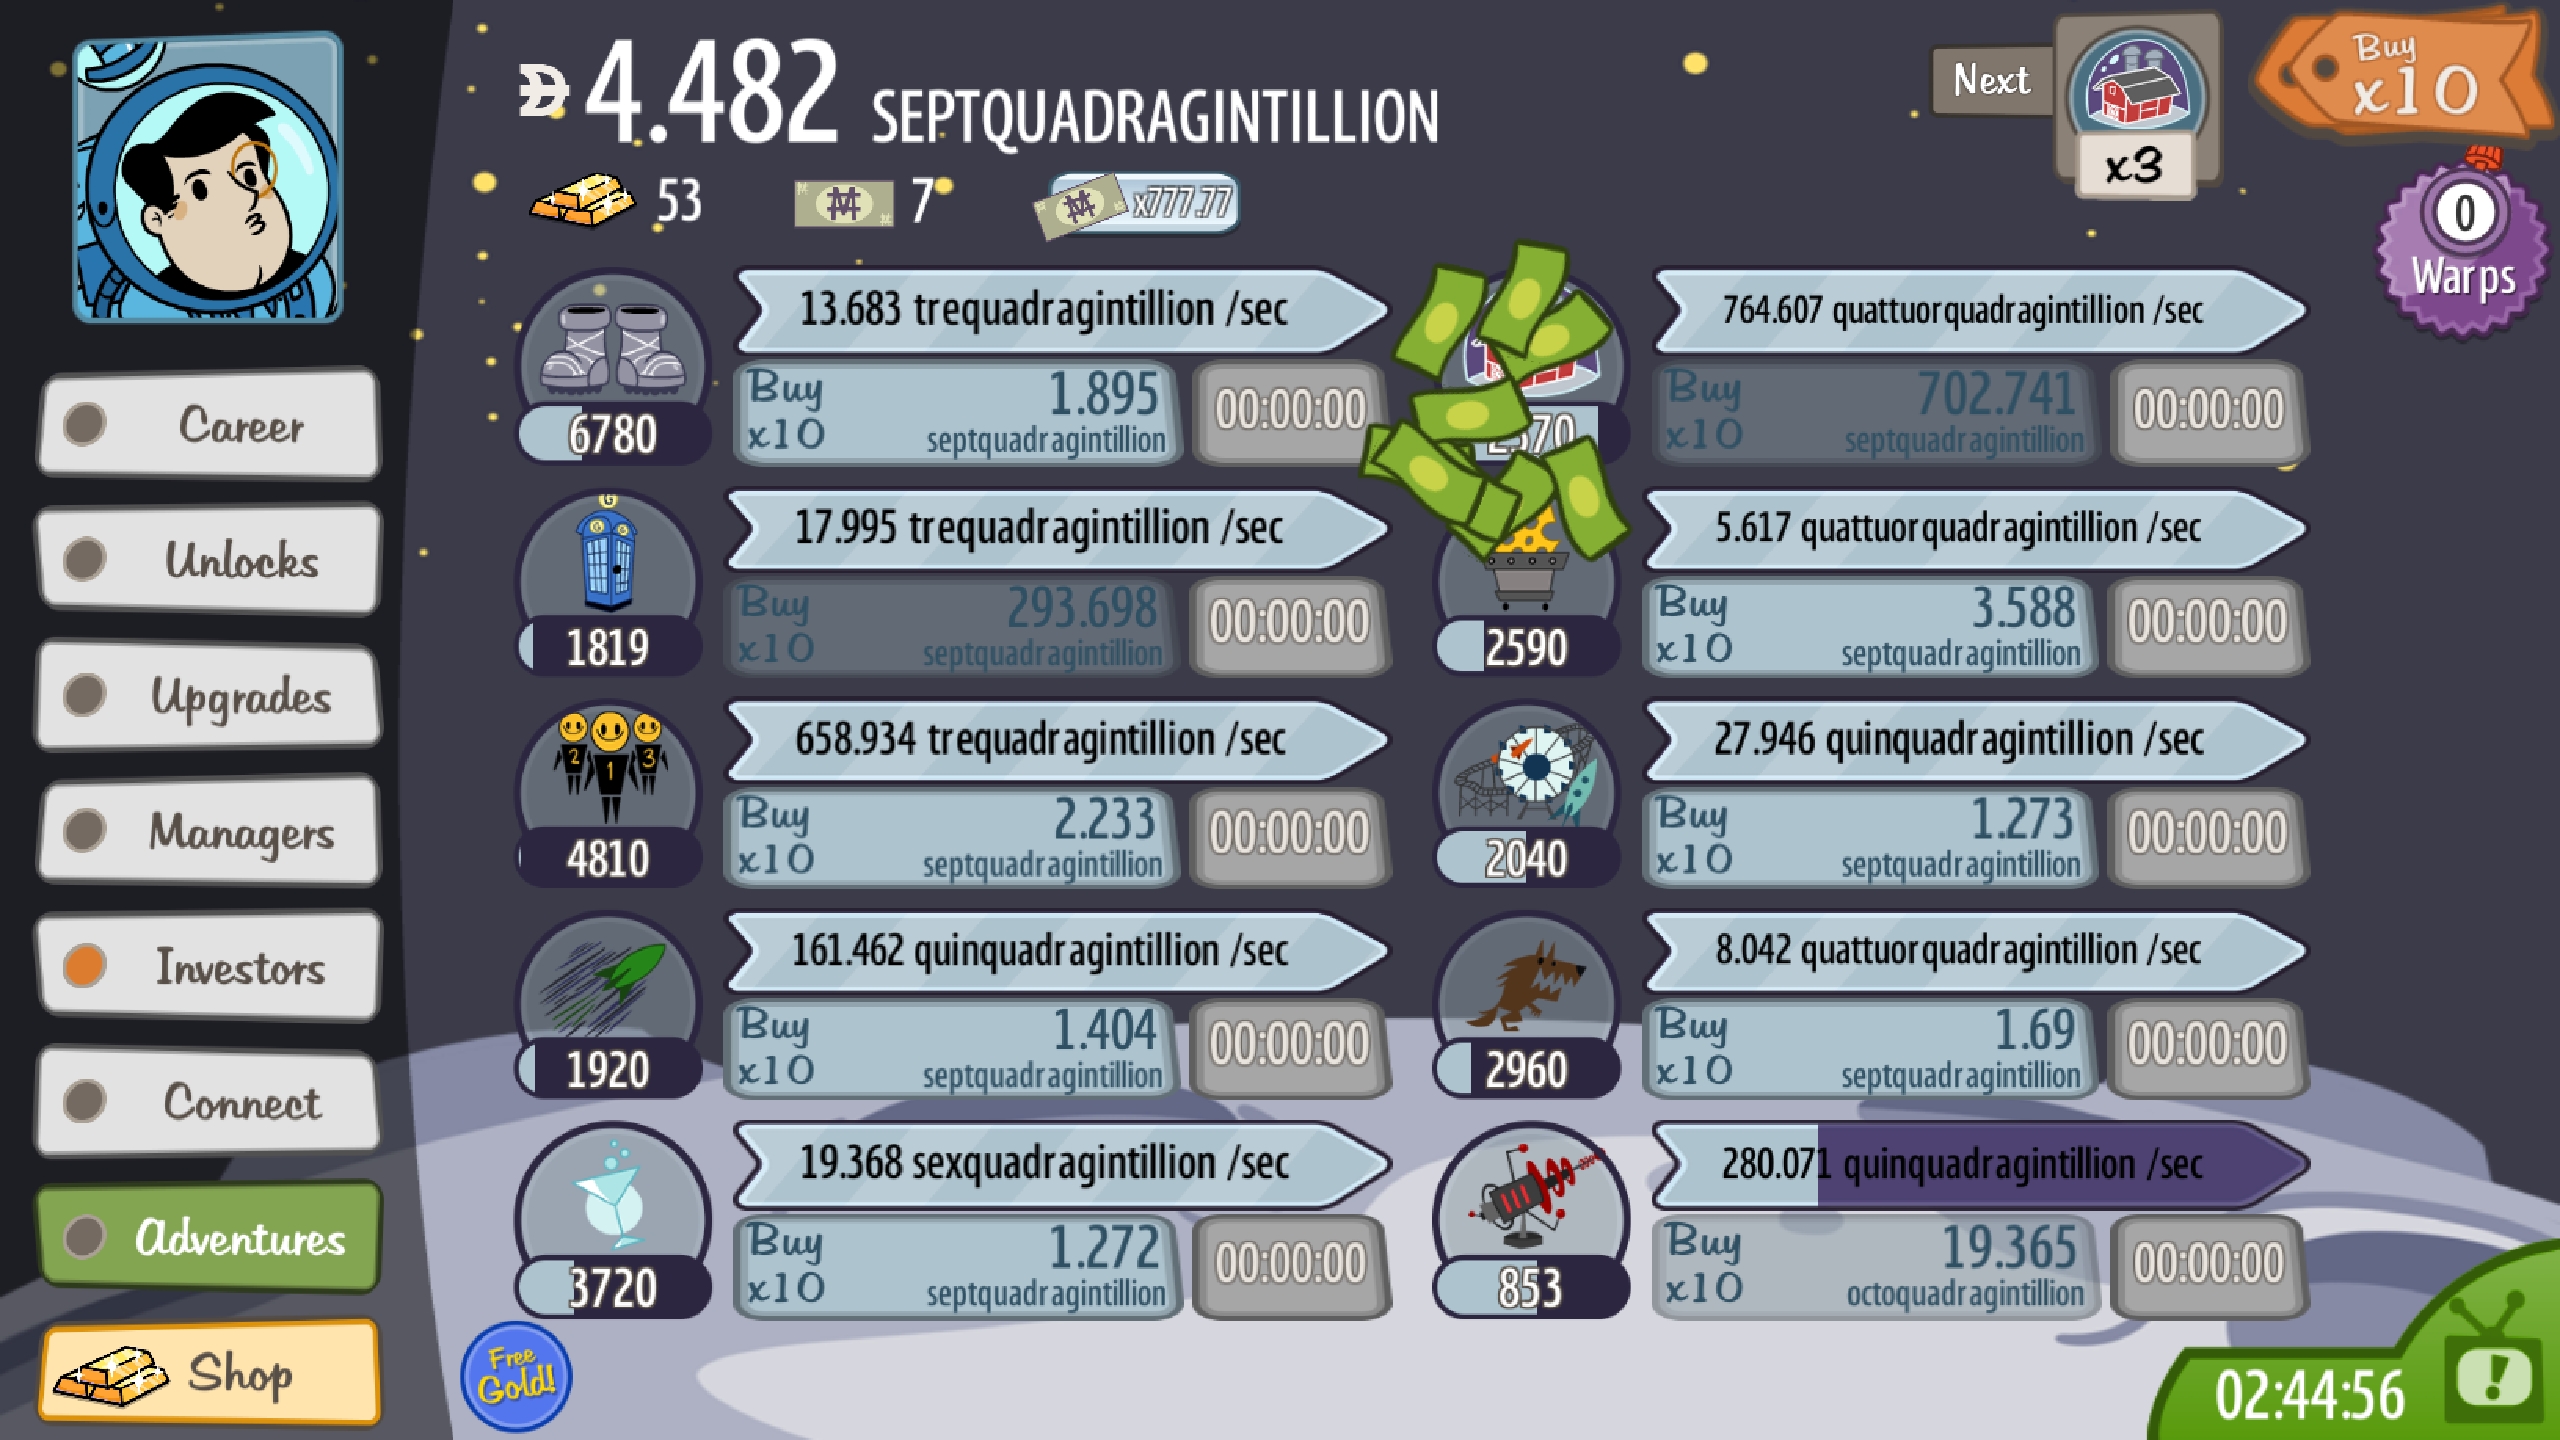 4.482 SEPTQUADRAGINTILLION
53 7 x777.77
Next
x3
Buy
x10
0
Warps
Career
Unlocks
Upgrades
Managers
Investors
Connect
Adventures
Shop
13.683 trequadragintillion /sec
Buy
x10
1.895
septquadragintillion
00:00:00
6780
764.607 quattuorquadragintillion /sec
Buy
x10
702.741
septquadragintillion
00:00:00
G
17.995 trequadragintillion /sec
Buy
x10
293.698
septquadragintillion
00:00:00
1819
5.617 quattuorquadragintillion /sec
Buy
x10
3.588
septquadragintillion
00:00:00
2590
2 1 3
658.934 trequadragintillion /sec
Buy
x10
2.233
septquadragintillion
00:00:00
4810
27.946 quinquadragintillion /sec
Buy
x10
1.273
septquadragintillion
00:00:00
2040
161.462 quinquadragintillion /sec
Buy
x10
1.404
septquadragintillion
00:00:00
1920
8.042 quattuorquadragintillion /sec
Buy
x10
1.69
septquadragintillion
00:00:00
2960
19.368 sexquadragintillion /sec
Buy
x10
1.272
septquadragintillion
00:00:00
3720
280.071 quinquadragintillion /sec
Buy
x10
19.365
octoquadragintillion
00:00:00
853
Free
Gold!
02:44:56
!